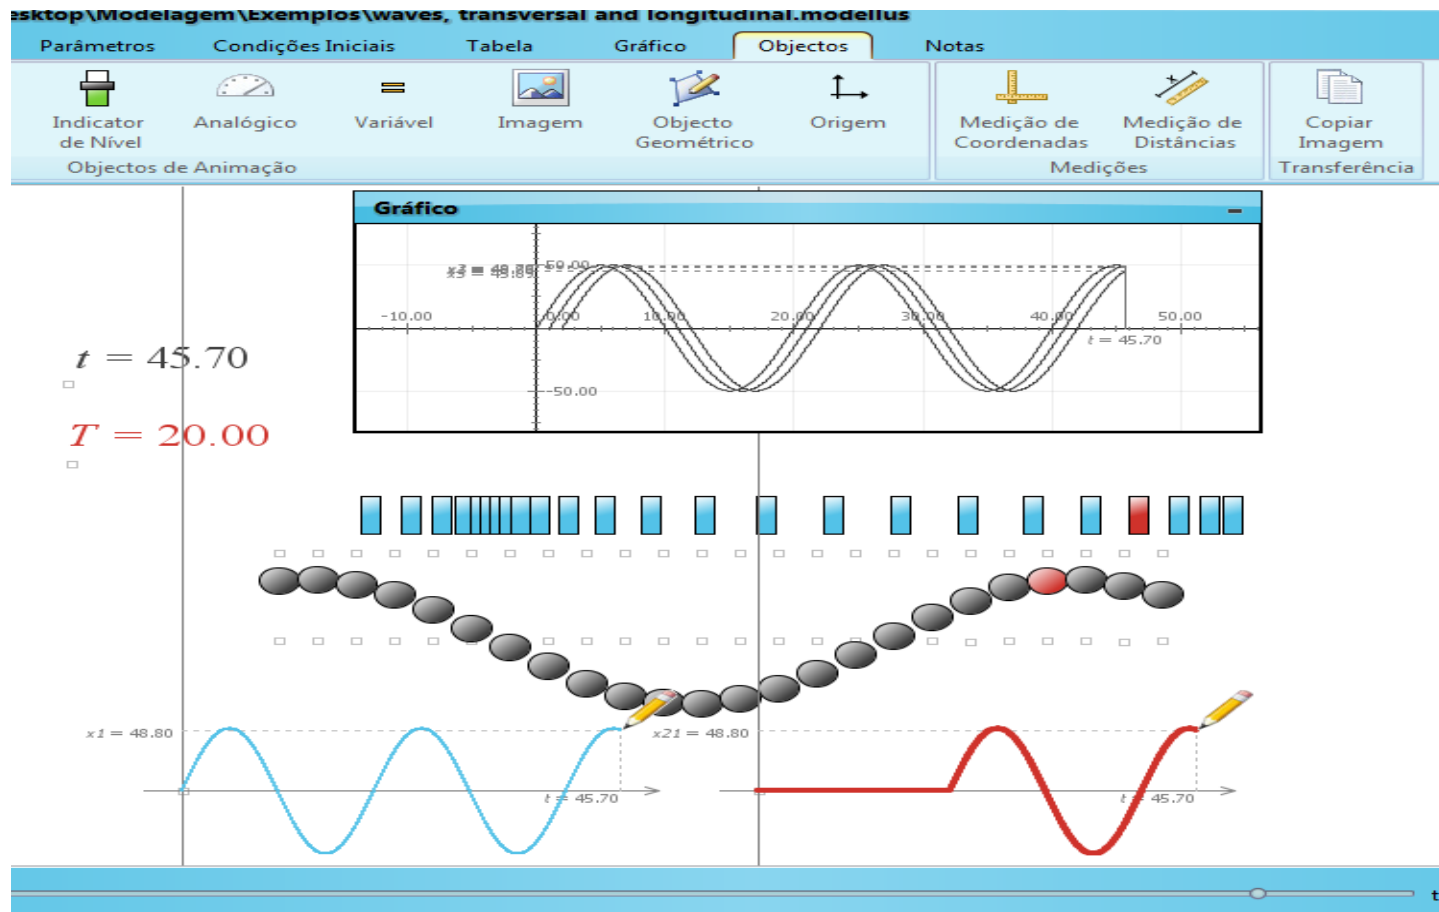 esktop\Modelagem\Exemplos\waves, transversal and longitudinal.modellus
Parâmetros Condições Iniciais Tabela Gráfico Objectos Notas
Indicator de Nível
Analógico
Variável
Imagem
Objecto Geométrico
Origem
Medição de Coordenadas
Medição de Distâncias
Copiar Imagem
Objectos de Animação
Medições
Transferência
Gráfico
50.00
-10.00 0.00 10.00 20.00 30.00 40.00 50.00
t = 45.70
-50.00
t = 45.70
T = 20.00
x1 = 48.80
t = 45.70
x21 = 48.80
t = 45.70
t